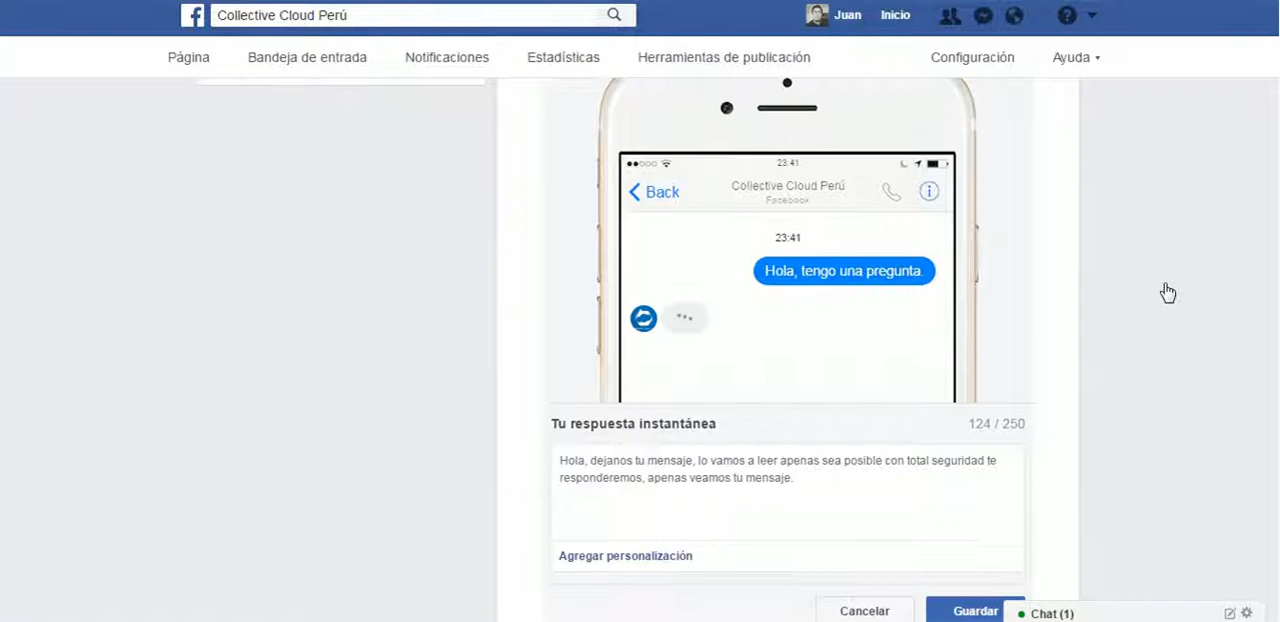 Collective Cloud Perú
Juan Inicio
Página Bandeja de entrada Notificaciones Estadísticas Herramientas de publicación Configuración Ayuda
23:41
Back
Collective Cloud Perú
Facebook
23:41
Hola, tengo una pregunta.
Tu respuesta instantánea 124 / 250
Hola, dejanos tu mensaje, lo vamos a leer apenas sea posible con total seguridad te
responderemos, apenas veamos tu mensaje.
Agregar personalización
Cancelar Guardar
Chat (1)